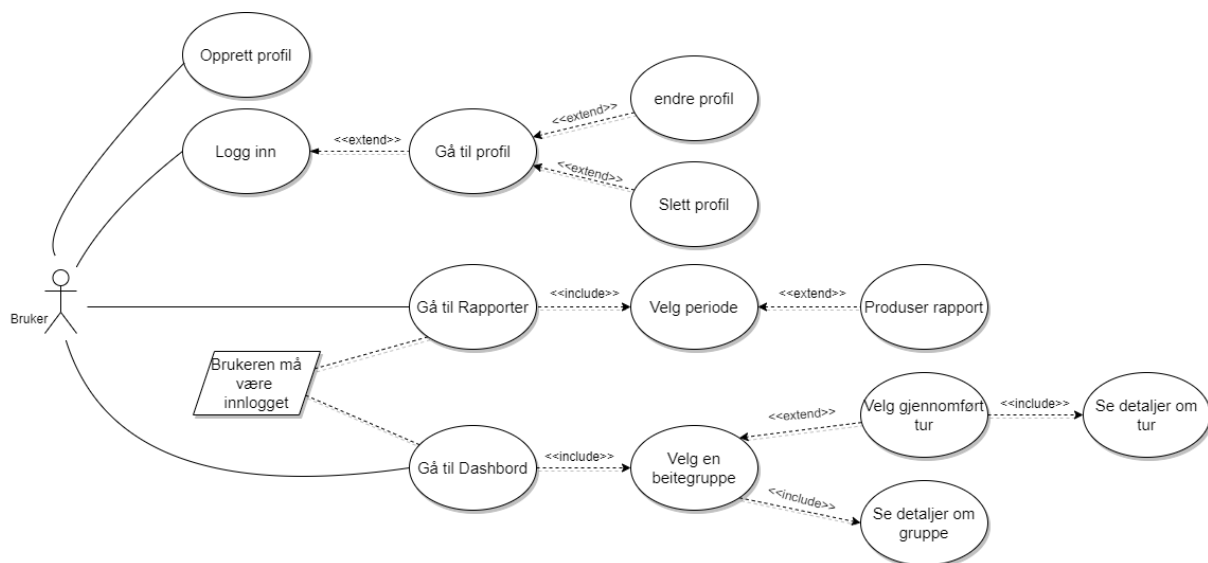 Opprett profil
endre profil
<<extend>>
Logg inn
<<extend>>
Gå til profil
<<extend>>
Slett profil
Bruker
Gå til Rapporter
<<include>>
Velg periode
<<extend>>
Produser rapport
Brukeren må
være
innlogget
Velg gjennomført
tur
<<include>>
Se detaljer om
tur
<<extend>>
Gå til Dashbord
<<include>>
Velg en
beitegruppe
<<include>>
Se detaljer om
gruppe